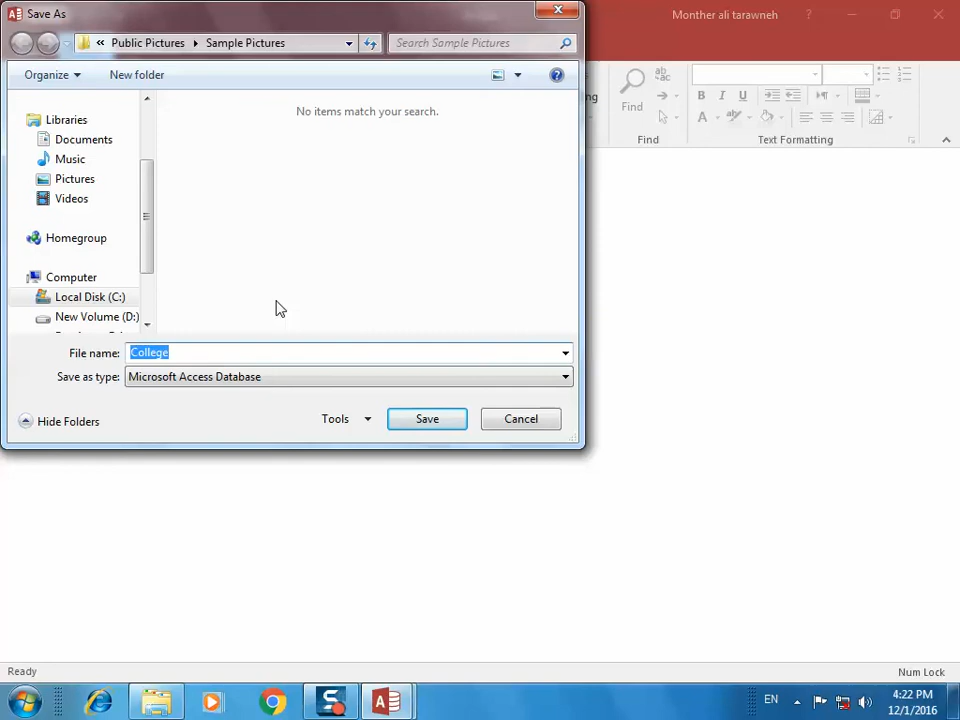 Save As
Monther ali tarawneh
Public Pictures
Sample Pictures
Search Sample Pictures
Organize
New folder
No items match your search.
Libraries
Documents
Music
Pictures
Videos
Homegroup
Computer
Local Disk (C:)
New Volume (D:)
File name: College
Save as type: Microsoft Access Database
Hide Folders
Tools
Save
Cancel
ng
Find
B I U
ab
ac
A
Find
Text Formatting
Ready
Num Lock
EN
4:22 PM
12/1/2016